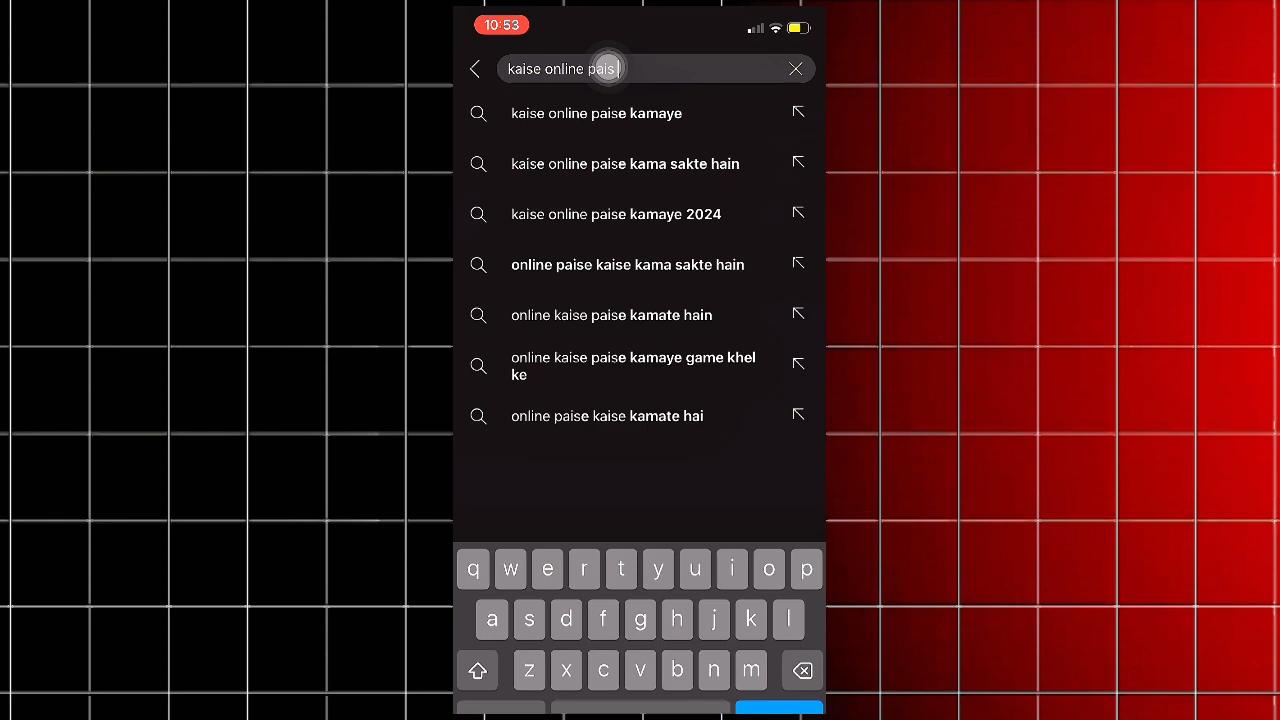 10:53
kaise online pais
kaise online paise kamaye
kaise online paise kama sakte hain
kaise online paise kamaye 2024
online paise kaise kama sakte hain
online kaise paise kamate hain
online kaise paise kamaye game khel
ke
online paise kaise kamate hai
q w e r t y u i o p
a s d f g h j k l
z x c v b n m